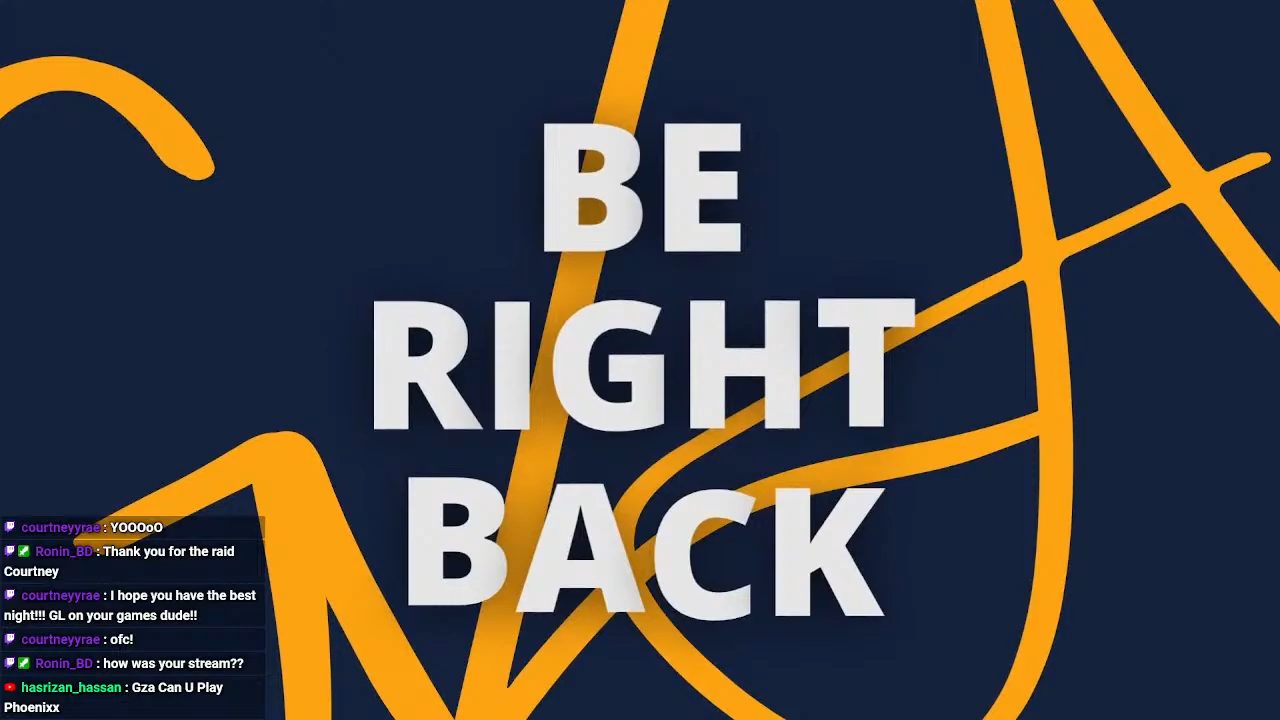 BE
RIGHT
BACK
courtneyyrae : YOOOoO
Ronin_BD : Thank you for the raid
Courtney
courtneyyrae : I hope you have the best
night!!! GL on your games dude!!
courtneyyrae : ofc!
Ronin_BD : how was your stream??
hasrizan_hassan : Gza Can U Play
Phoenixx